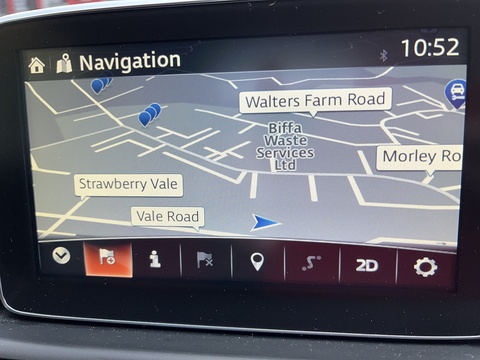 Navigation
10:52
Walters Farm Road
Biffa
Waste
Services
Ltd
Morley Ro
Strawberry Vale
Vale Road
2D